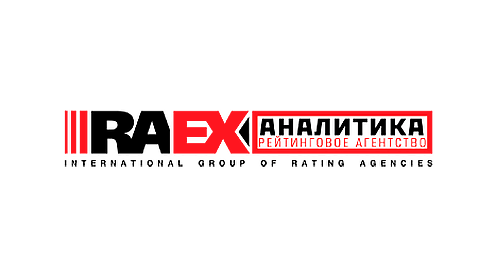 RAEX АНАЛИТИКА
РЕЙТИНГОВОЕ АГЕНТСТВО
INTERNATIONAL GROUP OF RATING AGENCIES